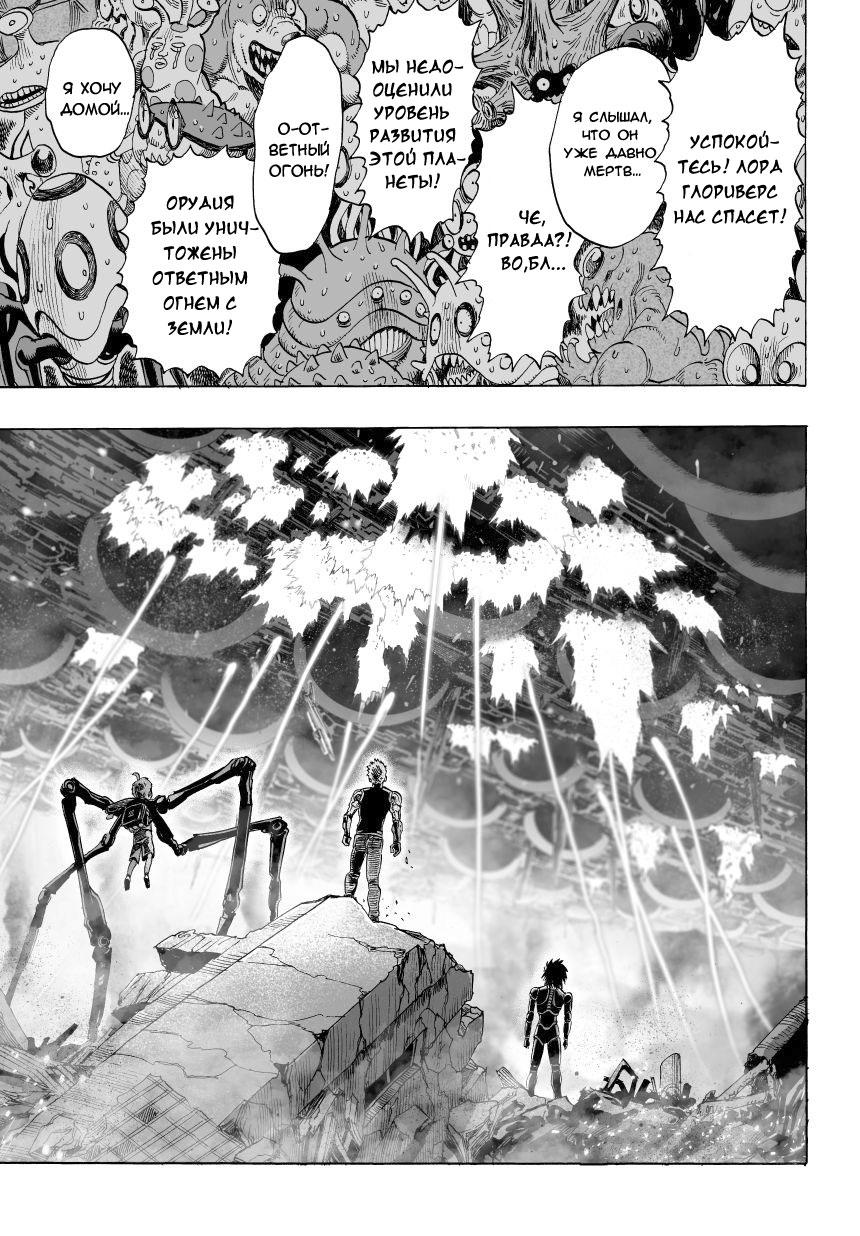 УСПОКОЙ-
ТЕСЬ! ЛОРД
ГЛОРИВЕРС
НАС СПАСЕТ!
Я СЛЫШАЛ,
ЧТО ОН
УЖЕ ДАВНО
МЕРТВ...
ЧЕ,
ПРАВДА?!
ВО,БЛ...
МЫ НЕДО-
ОЦЕНИЛИ
УРОВЕНЬ
РАЗВИТИЯ
ЭТОЙ ПЛА-
НЕТЫ!
О-ОТ-
ВЕТНЫЙ
ОГОНЬ!
ОРУДИЯ
БЫЛИ УНИЧ-
ТОЖЕНЫ
ОТВЕТНЫМ
ОГНЕМ С
ЗЕМЛИ!
Я ХОЧУ
ДОМОЙ...